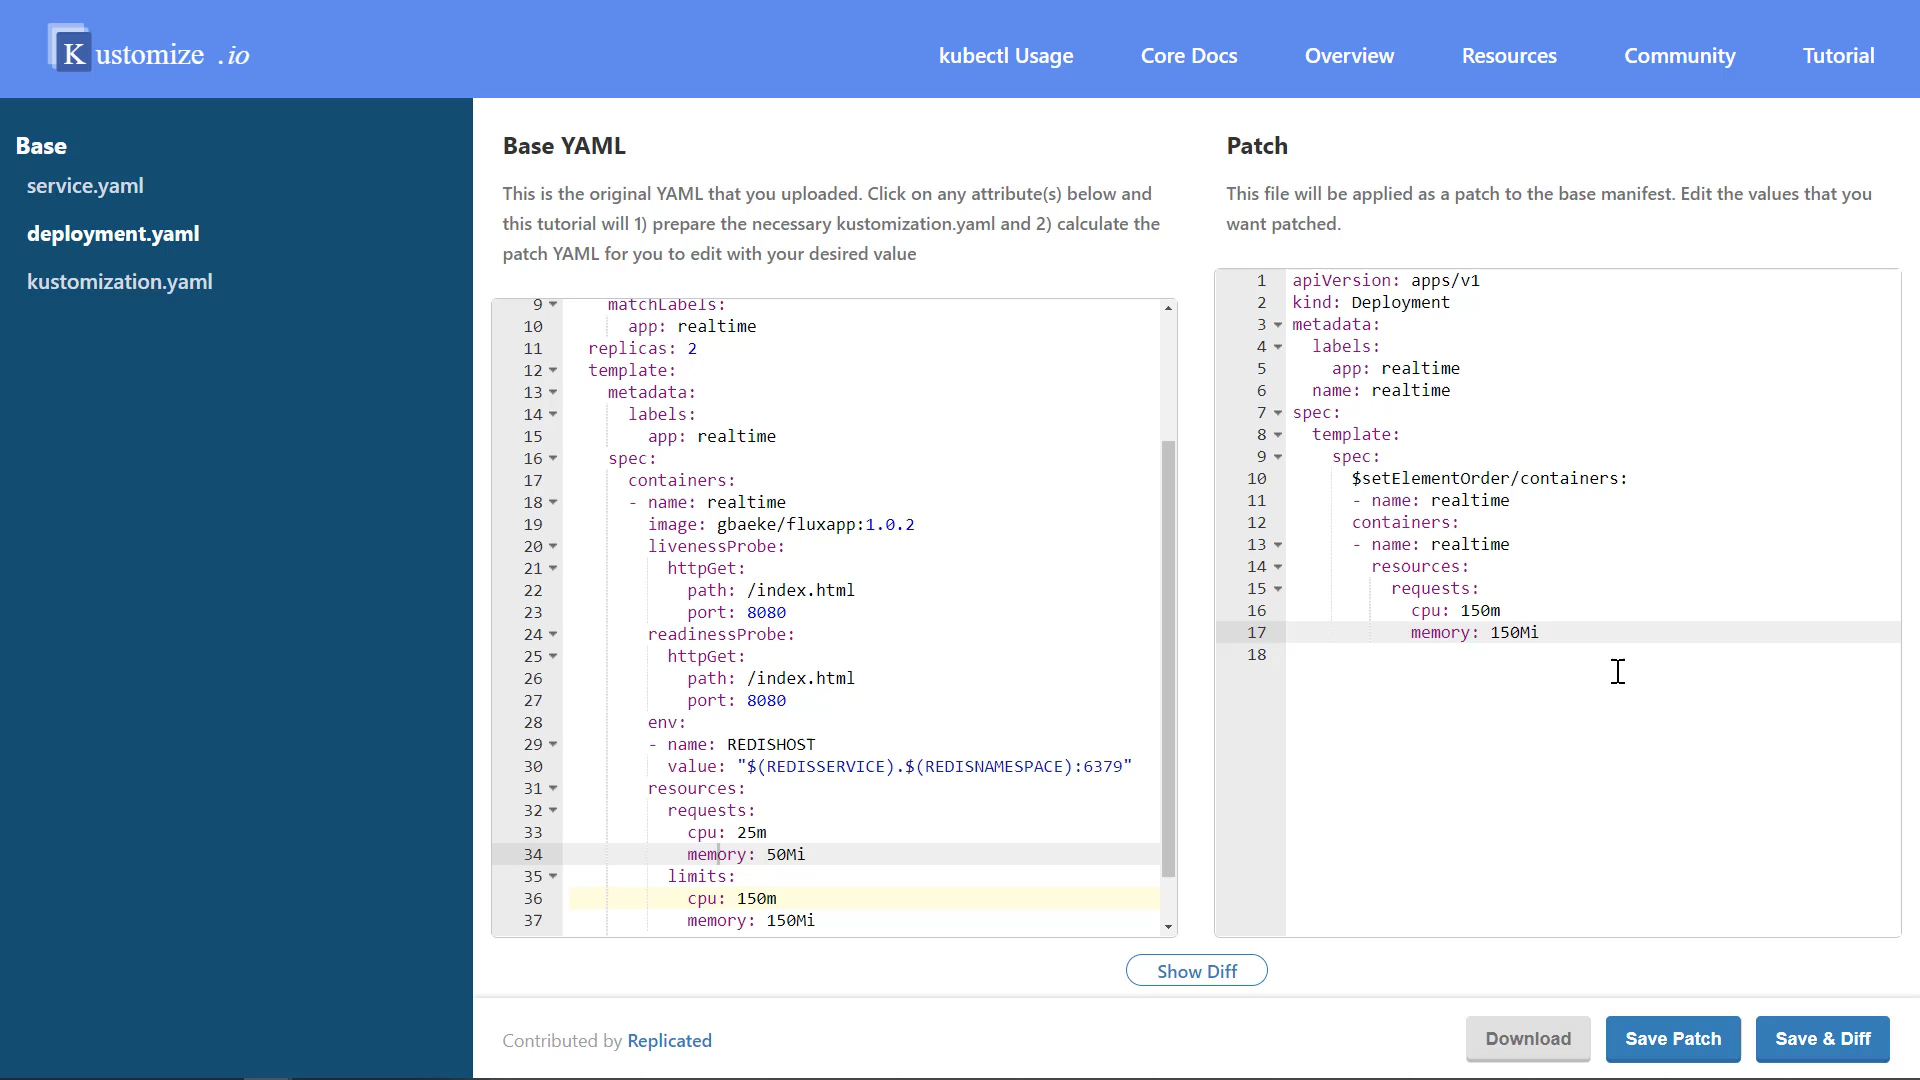 Kustomize .io
kubectl Usage
Core Docs
Overview
Resources
Community
Tutorial
Base
service.yaml
deployment.yaml
kustomization.yaml
Base YAML
This is the original YAML that you uploaded. Click on any attribute(s) below and
this tutorial will 1) prepare the necessary kustomization.yaml and 2) calculate the
patch YAML for you to edit with your desired value
9 matchLabels:
10 app: realtime
11 replicas: 2
12 template:
13 metadata:
14 labels:
15 app: realtime
16 spec:
17 containers:
18 - name: realtime
19 image: gbaeke/fluxapp:1.0.2
20 livenessProbe:
21 httpGet:
22 path: /index.html
23 port: 8080
24 readinessProbe:
25 httpGet:
26 path: /index.html
27 port: 8080
28 env:
29 - name: REDISHOST
30 value: "$(REDISSERVICE).$(REDISNAMESPACE):6379"
31 resources:
32 requests:
33 cpu: 25m
34 memory: 50Mi
35 limits:
36 cpu: 150m
37 memory: 150Mi
Patch
This file will be applied as a patch to the base manifest. Edit the values that you
want patched.
1 apiVersion: apps/v1
2 kind: Deployment
3 metadata:
4 labels:
5 app: realtime
6 name: realtime
7 spec:
8 template:
9 spec:
10 $setElementOrder/containers:
11 - name: realtime
12 containers:
13 - name: realtime
14 resources:
15 requests:
16 cpu: 150m
17 memory: 150Mi
18
Show Diff
Contributed by Replicated
Download
Save Patch
Save & Diff